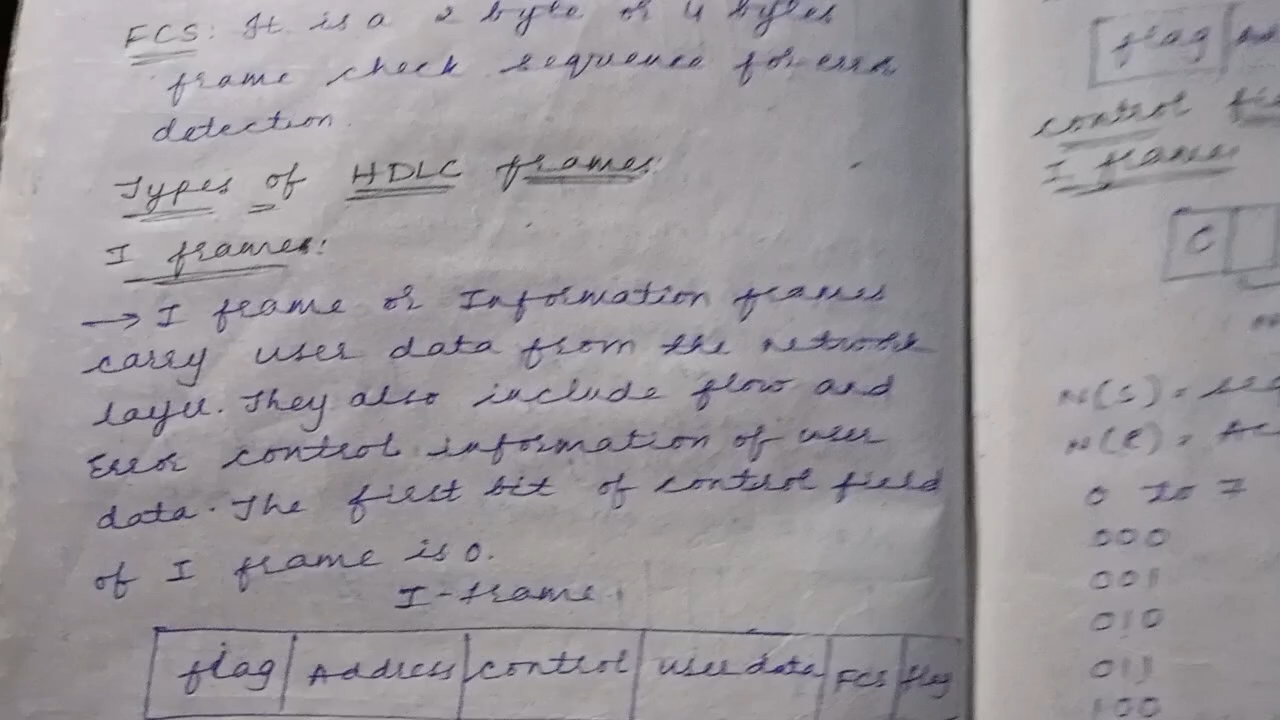 FCS: It is a 2 byte or 4 bytes
frame check sequence for error
detection.
Types of HDLC frames:
I frames:
→ I frame or Information frames
carry user data from the network
layer. They also include flow and
Error control information of user
data. The first bit of control field
of I frame is 0.
I-frame
flag Address control user data FCS flag
flag
control
I frames
0
N(S) =
N(R) =
0 to 7
000
001
010
011
100